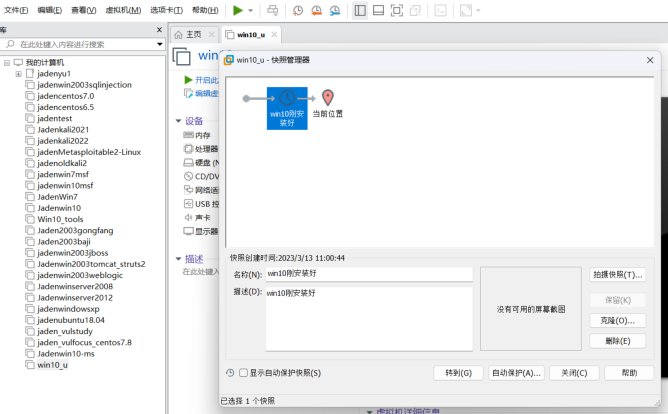 文件(F) 编辑(E) 查看(V) 虚拟机(M) 选项卡(T) 帮助(H)
库
在此处键入内容进行搜索
我的计算机
jadenyu1
jadenwin2003sqlinjection
jadencentos7.0
jadencentos6.5
jadentest
Jadenkali2021
jadenkali2022
jadenMetasploitable2-Linux
jadenoldkali2
jadenwin7msf
jadenwin10msf
JadenWin7
Jadenwin10
Win10_tools
Jaden2003gongfang
Jaden2003baji
jadenwin2003jboss
Jadenwin2003tomcat_struts2
Jadenwin2003weblogic
Jadenwinserver2008
Jadenwinserver2012
jadenwindowsxp
jadenubuntu18.04
jaden_vulstudy
jaden_vulfocus_centos7.8
Jadenwin10-ms
win10_u
主页
win10_u
win10_u
开启此
编辑虚
设备
内存
处理器
硬盘 (N
CD/DV
网络适
USB 控
声卡
显示器
描述
在此处键入
win10_u - 快照管理器
win10刚安装好
当前位置
快照创建时间:2023/3/13 11:00:44
名称(N): win10刚安装好
描述(D): win10刚安装好
没有可用的屏幕截图
拍摄快照(T)...
保留(K)
克隆(O)...
删除(E)
显示自动保护快照(S)
转到(G)
自动保护(A)...
关闭(C)
帮助
已选择 1 个快照
虚拟机详细信息